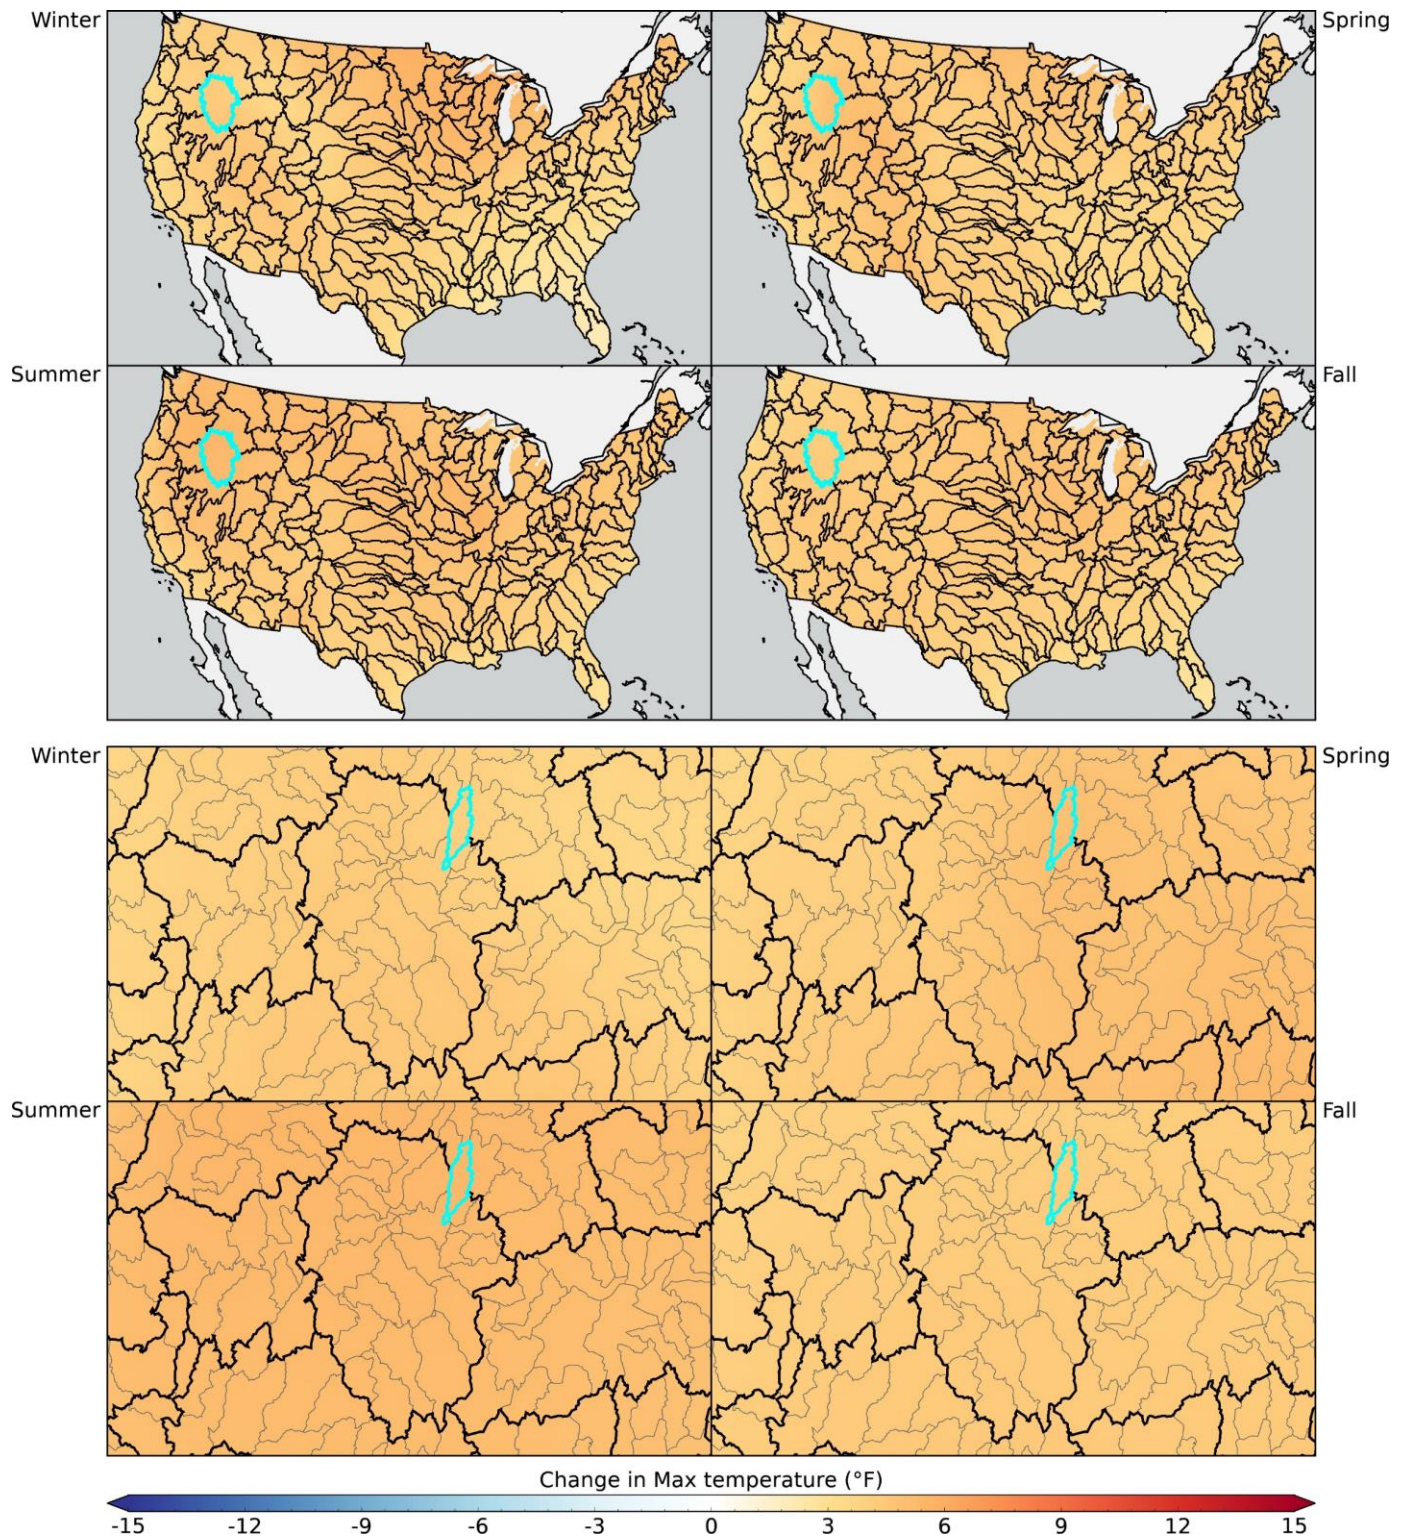 Winter
Spring
Summer
Fall
Winter
Spring
Summer
Fall
Change in Max temperature (°F)
-15 -12 -9 -6 -3 0 3 6 9 12 15